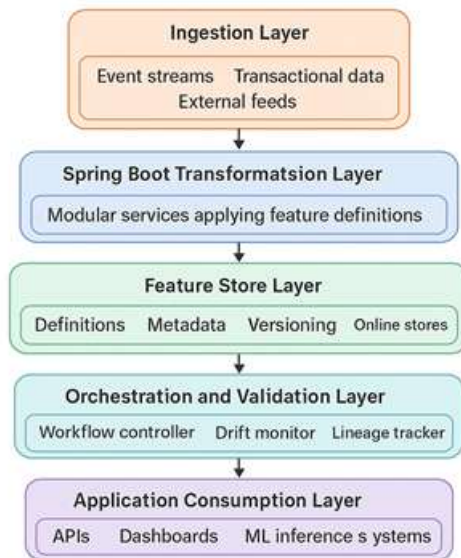 Ingestion Layer
Event streams Transactional data
External feeds
Spring Boot Transformatsion Layer
Modular services applying feature definitions
Feature Store Layer
Definitions Metadata Versioning Online stores
Orchestration and Validation Layer
Workflow controller Drift monitor Lineage tracker
Application Consumption Layer
APIs Dashboards ML inference s ystems